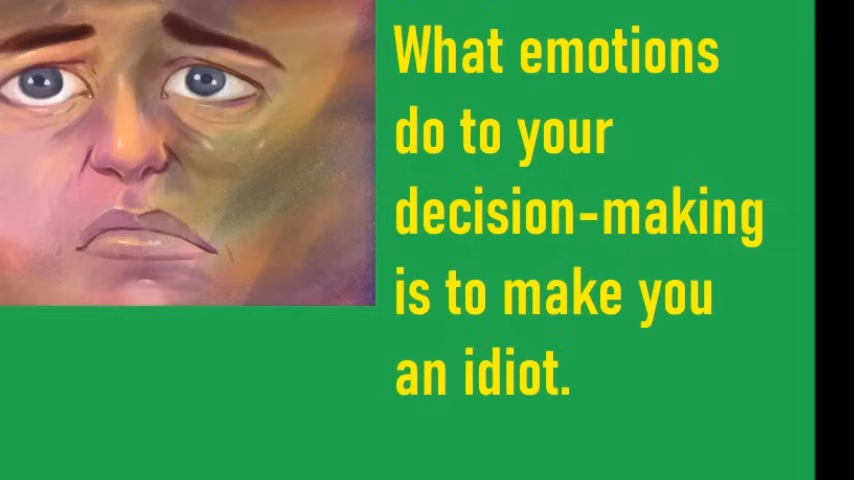 What emotions
do to your
decision-making
is to make you
an idiot.